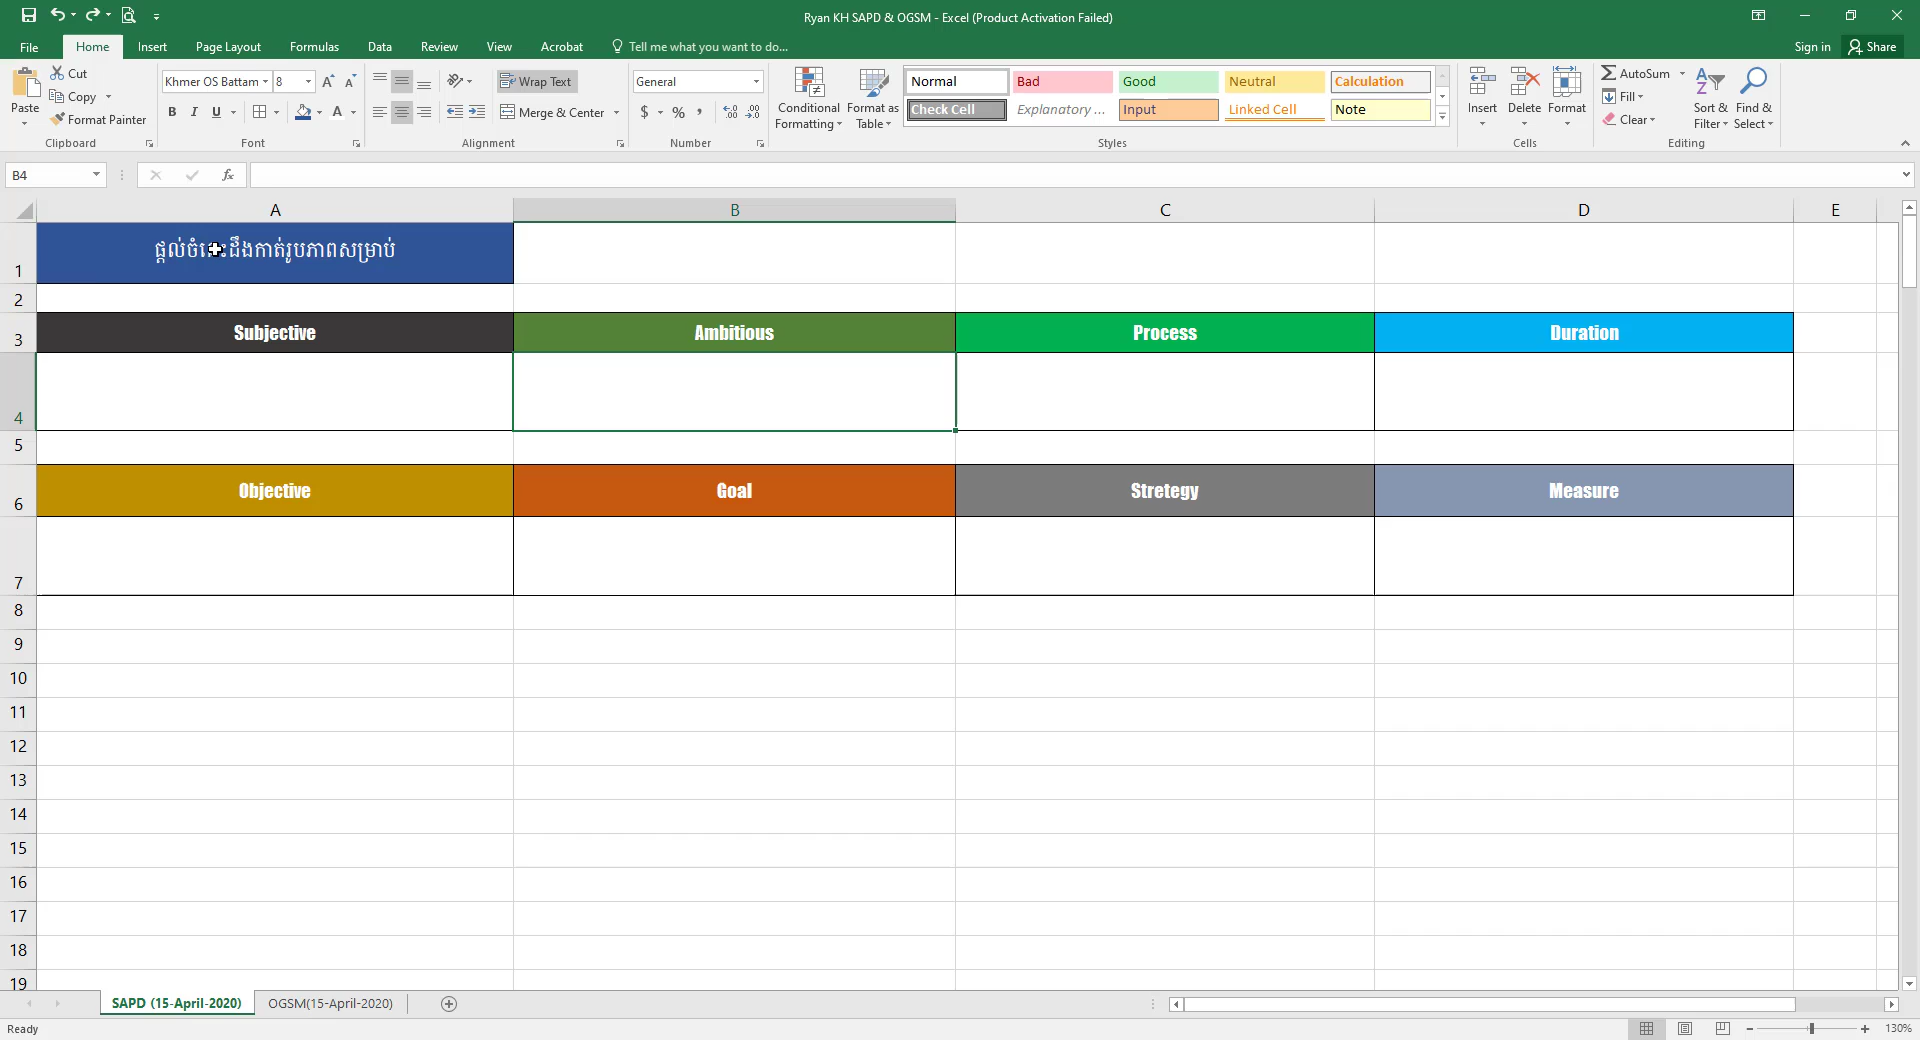 Ryan KH SAPD & OGSM - Excel (Product Activation Failed)
File Home Insert Page Layout Formulas Data Review View Acrobat Tell me what you want to do... Sign in Share
Paste
Cut
Copy
Format Painter
Clipboard
Khmer OS Battam 8
B I U
Font
Wrap Text
Merge & Center
Alignment
General
$ % ,
Number
Conditional Formatting
Format as Table
Normal Bad Good Neutral Calculation
Check Cell Explanatory ... Input Linked Cell Note
Styles
Insert Delete Format
Cells
AutoSum
Fill
Clear
Sort & Filter
Find & Select
Editing
B4 fx
A B C D E
1 ផ្តល់ចំណេះដឹងកាត់រូបភាពសម្រាប់
2
3 Subjective Ambitious Process Duration
4
5
6 Objective Goal Stretegy Measure
7
8
9
10
11
12
13
14
15
16
17
18
19
SAPD (15-April-2020) OGSM(15-April-2020)
Ready 130%